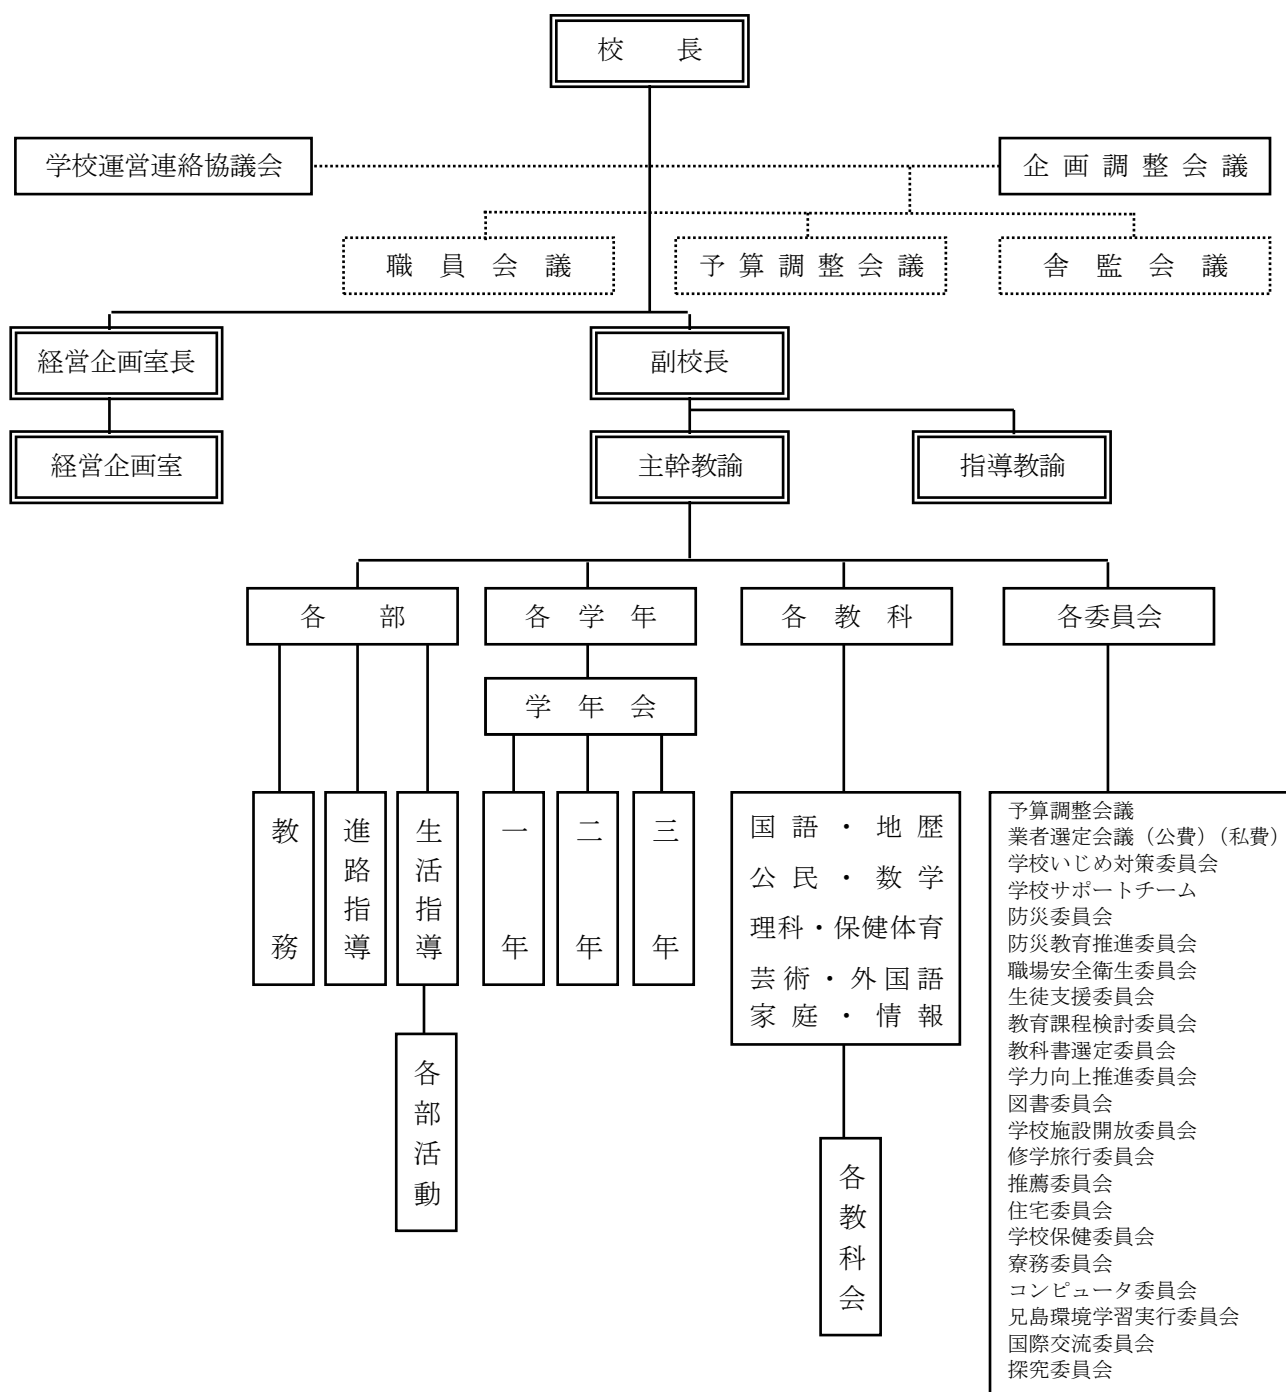 校長
学校運営連絡協議会
企画調整会議
職員会議
予算調整会議
舎監会議
経営企画室長
副校長
経営企画室
主幹教諭
指導教諭
各部
各学年
各教科
各委員会
学年会
教務
進路指導
生活指導
一年
二年
三年
国語・地歴
公民・数学
理科・保健体育
芸術・外国語
家庭・情報
予算調整会議
業者選定会議（公費）（私費）
学校いじめ対策委員会
学校サポートチーム
防災委員会
防災教育推進委員会
職場安全衛生委員会
生徒支援委員会
教育課程検討委員会
教科書選定委員会
学力向上推進委員会
図書委員会
学校施設開放委員会
修学旅行委員会
推薦委員会
住宅委員会
学校保健委員会
寮務委員会
コンピュータ委員会
兄島環境学習実行委員会
国際交流委員会
探究委員会
各部活動
各教科会